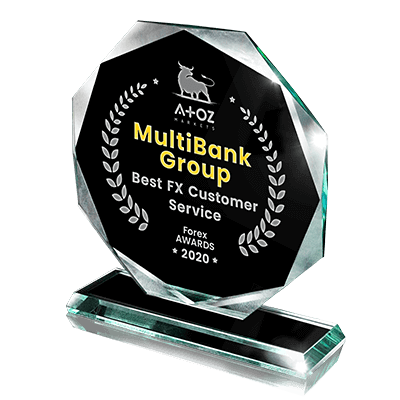 A+OZ
MARKETS
MultiBank
Group
Best FX Customer
Service
Forex
AWARDS
2020